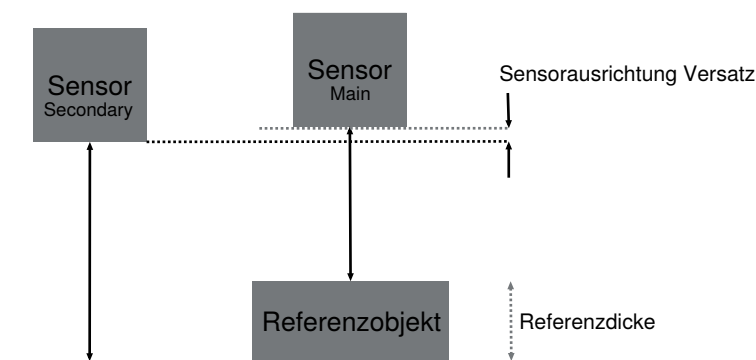 Sensor
Secondary
Sensor
Main
Sensorausrichtung Versatz
Referenzobjekt
Referenzdicke